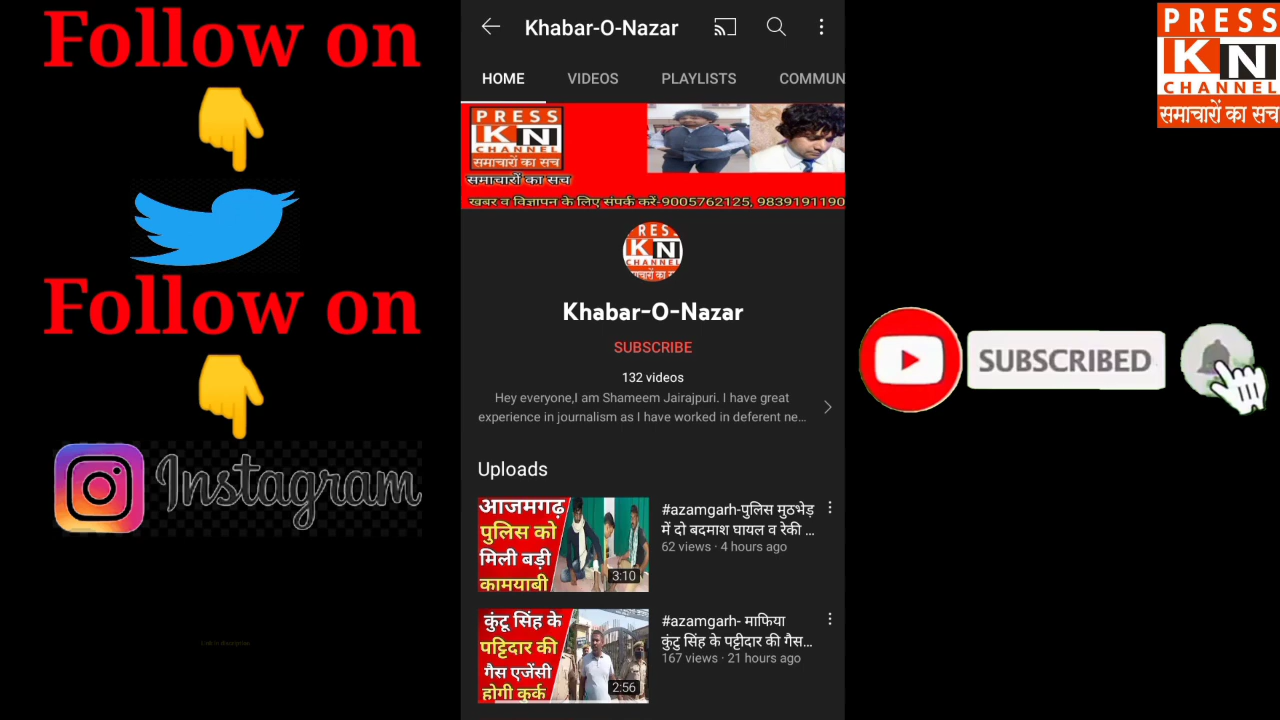 Follow on
Follow on
Instagram
Khabar-O-Nazar
HOME VIDEOS PLAYLISTS COMMUN
PRESS
KN
CHANNEL
समाचारों का सच
समाचारों का सच
खबर व विज्ञापन के लिए संपर्क करें-9005762125, 9839191190
PRESS
KN
CHANNEL
समाचारों का स
Khabar-O-Nazar
SUBSCRIBE
132 videos
Hey everyone,I am Shameem Jairajpuri. I have great
experience in journalism as I have worked in deferent ne...
Uploads
आजमगढ़
पुलिस को
मिली बड़ी
कामयाबी
3:10
#azamgarh-पुलिस मुठभेड़
में दो बदमाश घायल व रेकी ...
62 views · 4 hours ago
कुंटू सिंह के
पट्टिदार की
गैस एजेंसी
होगी कुर्क
2:56
#azamgarh- माफिया
कुंटु सिंह के पट्टीदार की गैस...
167 views · 21 hours ago
PRESS
KN
CHANNEL
समाचारों का सच
SUBSCRIBED